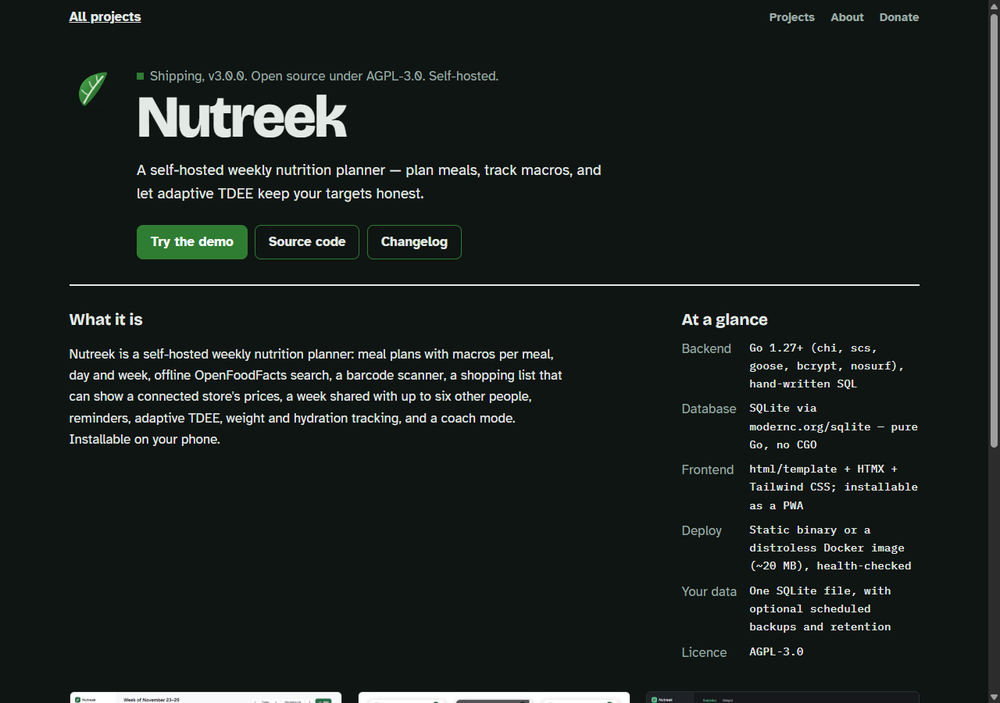 All projects
Projects About Donate
Shipping, v3.0.0. Open source under AGPL-3.0. Self-hosted.
Nutreek
A self-hosted weekly nutrition planner — plan meals, track macros, and
let adaptive TDEE keep your targets honest.
Try the demo
Source code
Changelog
What it is
Nutreek is a self-hosted weekly nutrition planner: meal plans with macros per meal,
day and week, offline OpenFoodFacts search, a barcode scanner, a shopping list that
can show a connected store's prices, a week shared with up to six other people,
reminders, adaptive TDEE, weight and hydration tracking, and a coach mode.
Installable on your phone.
At a glance
Backend Go 1.27+ (chi, scs,
goose, bcrypt, nosurf),
hand-written SQL
Database SQLite via
modernc.org/sqlite — pure
Go, no CGO
Frontend html/template + HTMX +
Tailwind CSS; installable
as a PWA
Deploy Static binary or a
distroless Docker image
(~20 MB), health-checked
Your data One SQLite file, with
optional scheduled
backups and retention
Licence AGPL-3.0
Nutreek
Week of November 23–25
Nutreek